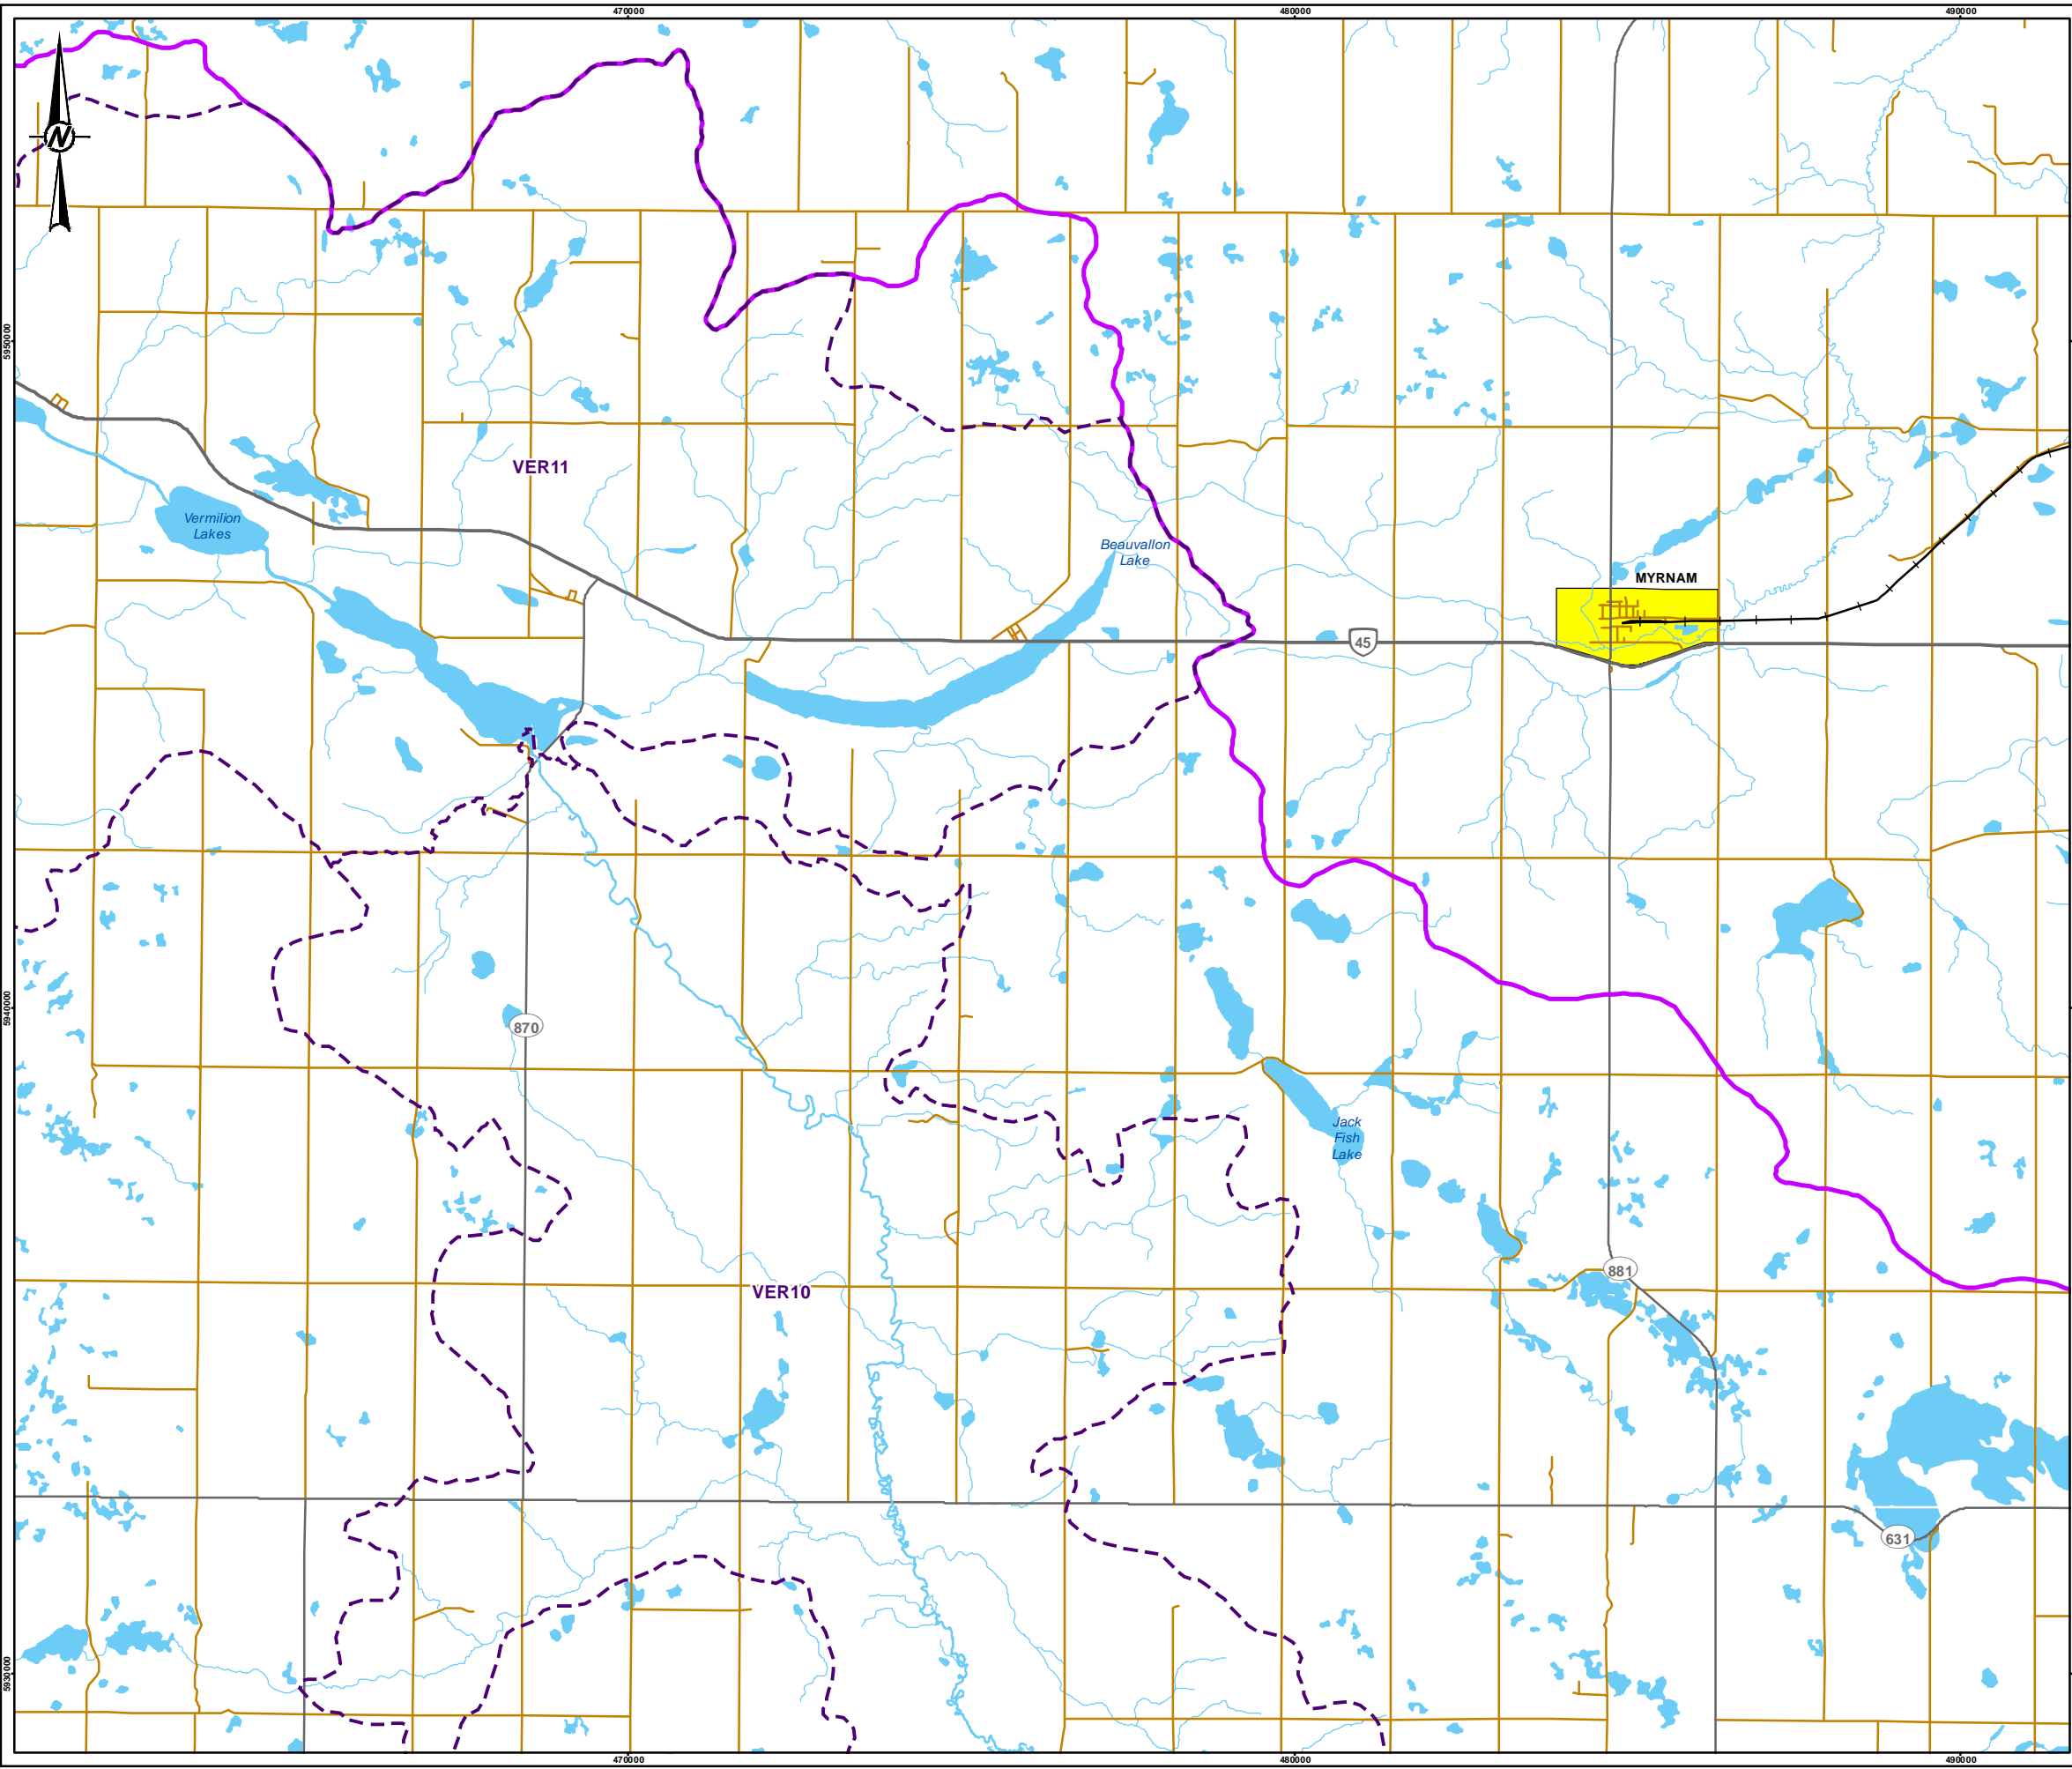 470000
480000
490000
N
5950000
VER11
Vermilion
Lakes
Beauvallon
Lake
MYRNAM
45
5940000
870
Jack
Fish
Lake
881
VER10
631
5930000
470000
480000
490000